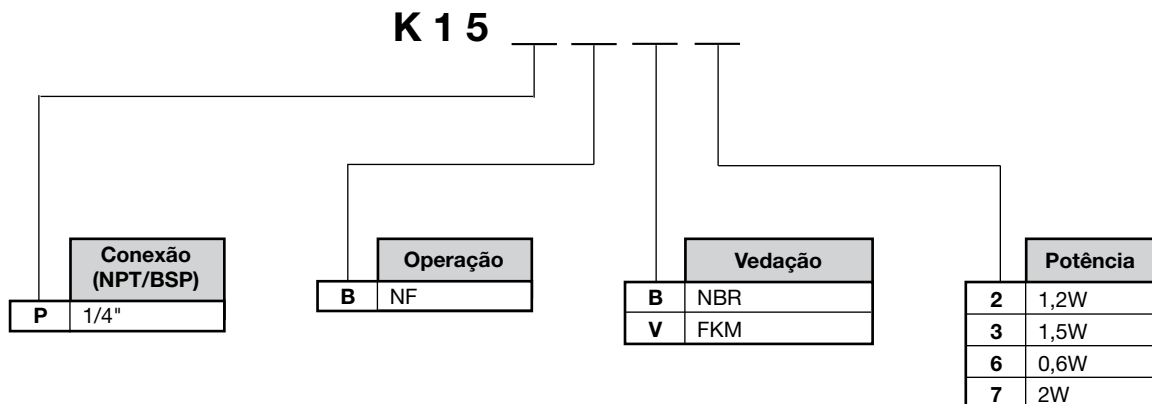 K 1 5
Conexão
(NPT/BSP)
P 1/4"
Operação
B NF
Vedação
B NBR
V FKM
Potência
2 1,2W
3 1,5W
6 0,6W
7 2W